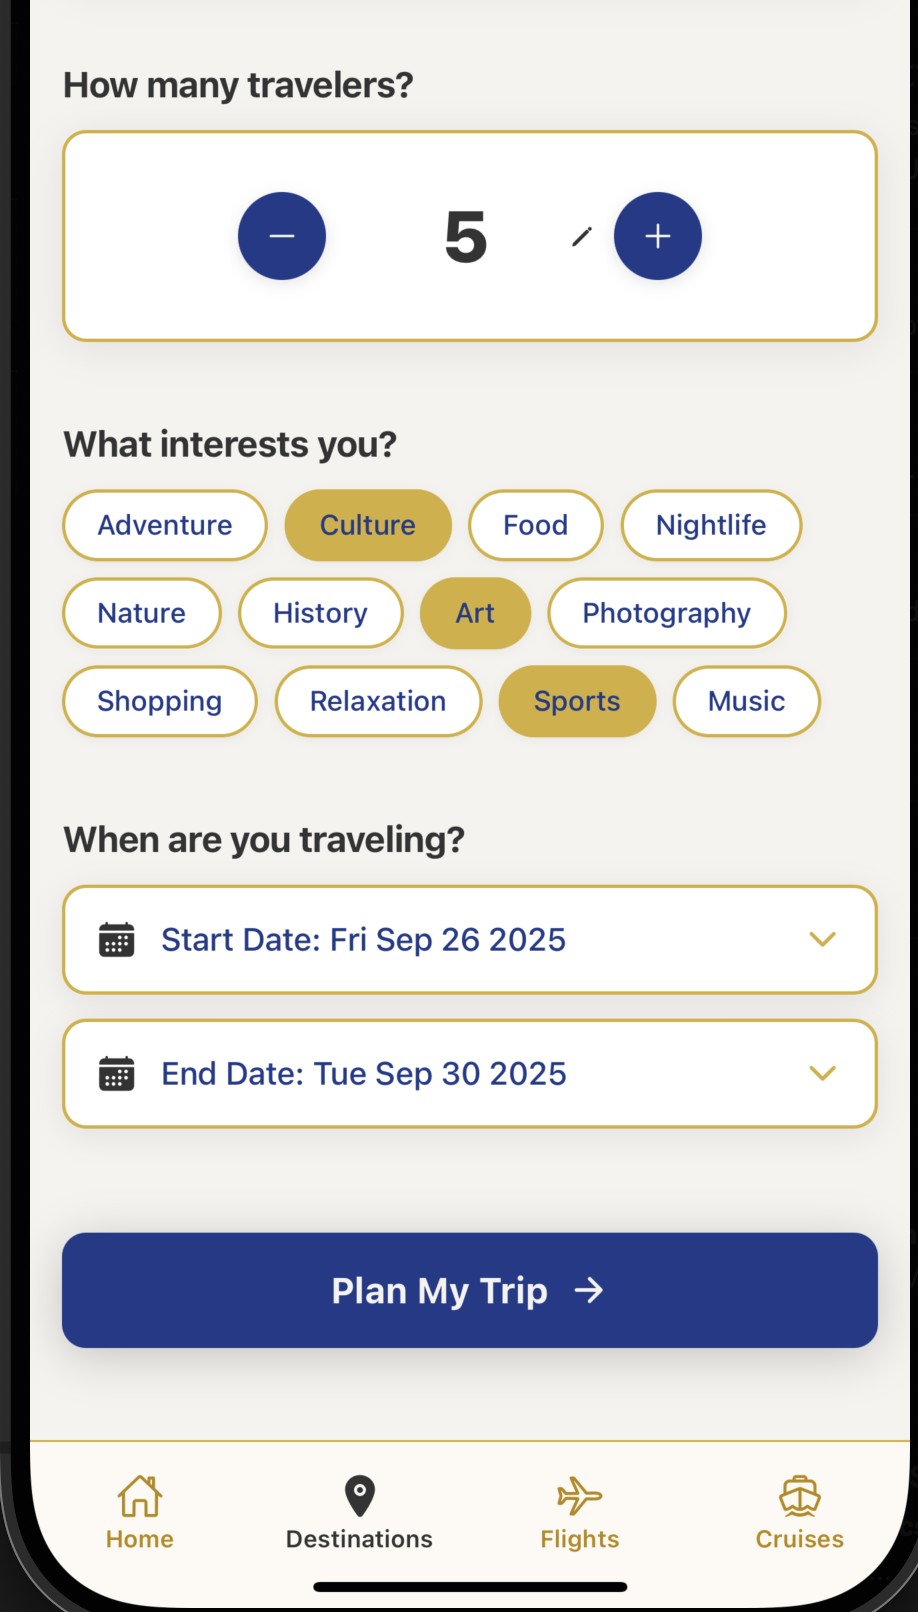 How many travelers?
5
What interests you?
Adventure Culture Food Nightlife
Nature History Art Photography
Shopping Relaxation Sports Music
When are you traveling?
Start Date: Fri Sep 26 2025
End Date: Tue Sep 30 2025
Plan My Trip →
Home Destinations Flights Cruises